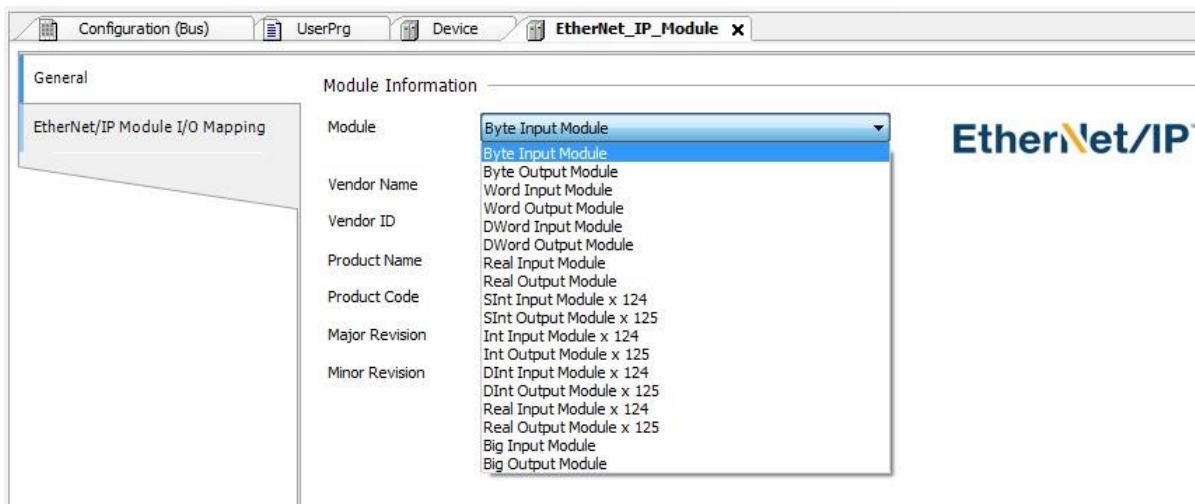 Configuration (Bus) UserPrg Device EtherNet_IP_Module x
General
Module Information
EtherNet/IP Module I/O Mapping
Module Byte Input Module
EtherNet/IP
Byte Input Module
Byte Output Module
Vendor Name
Word Input Module
Word Output Module
Vendor ID
DWord Input Module
DWord Output Module
Product Name
Real Input Module
Real Output Module
Product Code
SInt Input Module x 124
SInt Output Module x 125
Major Revision
Int Input Module x 124
Int Output Module x 125
Minor Revision
DInt Input Module x 124
DInt Output Module x 125
Real Input Module x 124
Real Output Module x 125
Big Input Module
Big Output Module